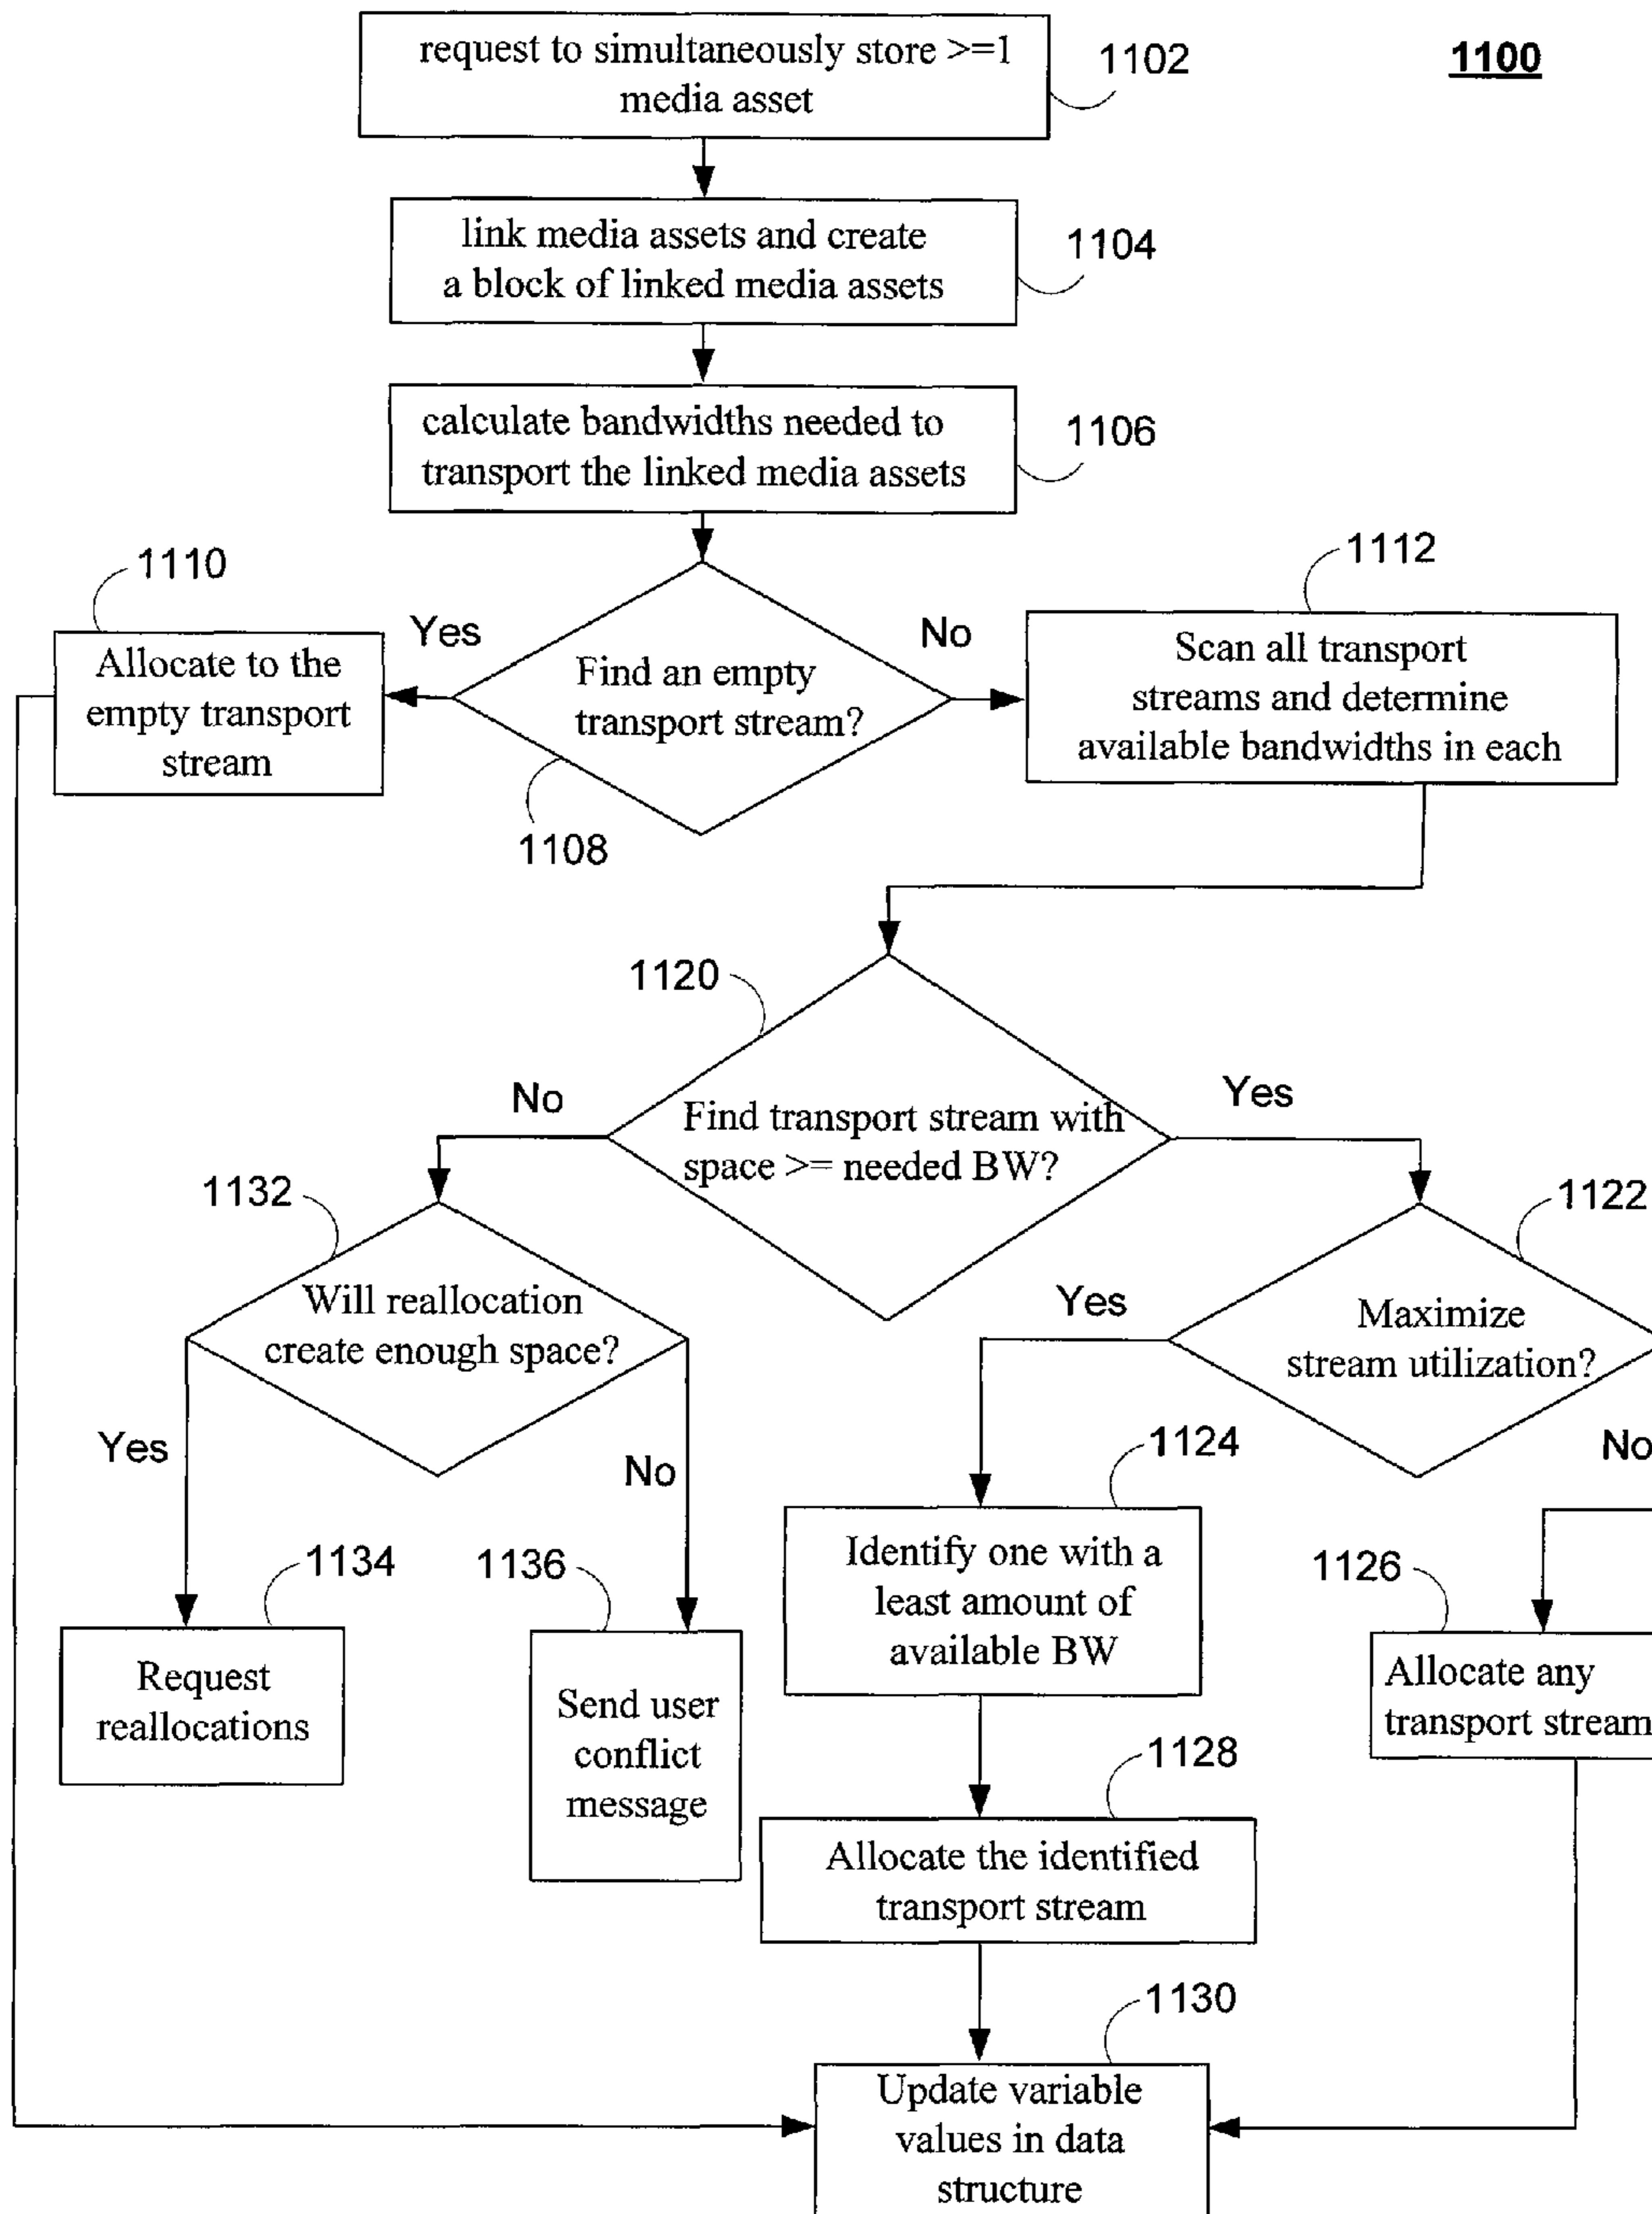 request to simultaneously store >=1
media asset
1102
1100
link media assets and create
a block of linked media assets
1104
calculate bandwidths needed to
transport the linked media assets
1106
1110
1112
Yes
No
Allocate to the
empty transport
stream
Find an empty
transport stream?
Scan all transport
streams and determine
available bandwidths in each
1108
1120
No
Yes
Find transport stream with
space >= needed BW?
1132
1122
Will reallocation
create enough space?
Yes
Maximize
stream utilization?
Yes
No
1124
No
Identify one with a
least amount of
available BW
1134
1136
1126
Request
reallocations
Send user
conflict
message
Allocate any
transport stream
1128
Allocate the identified
transport stream
1130
Update variable
values in data
structure